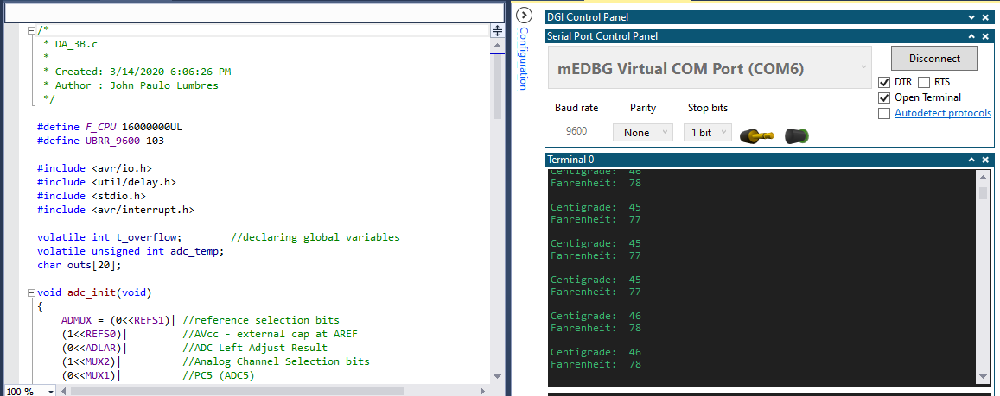 /*
* DA_3B.c
*
* Created: 3/14/2020 6:06:26 PM
* Author : John Paulo Lumbres
*/
#define F_CPU 16000000UL
#define UBRR_9600 103
#include <avr/io.h>
#include <util/delay.h>
#include <stdio.h>
#include <avr/interrupt.h>
volatile int t_overflow; //declaring global variables
volatile unsigned int adc_temp;
char outs[20];
void adc_init(void)
{
ADMUX = (0<<REFS1)| //reference selection bits
(1<<REFS0)| //AVcc - external cap at AREF
(0<<ADLAR)| //ADC Left Adjust Result
(1<<MUX2)| //Analog Channel Selection bits
(0<<MUX1)| //PC5 (ADC5)
100 %
Configuration
DGI Control Panel
Serial Port Control Panel
mEDBG Virtual COM Port (COM6)
Disconnect
DTR RTS
Open Terminal
Autodetect protocols
Baud rate Parity Stop bits
9600 None 1 bit
Terminal 0
Centigrade: 46
Fahrenheit: 78
Centigrade: 45
Fahrenheit: 77
Centigrade: 45
Fahrenheit: 77
Centigrade: 45
Fahrenheit: 77
Centigrade: 46
Fahrenheit: 78
Centigrade: 46
Fahrenheit: 78